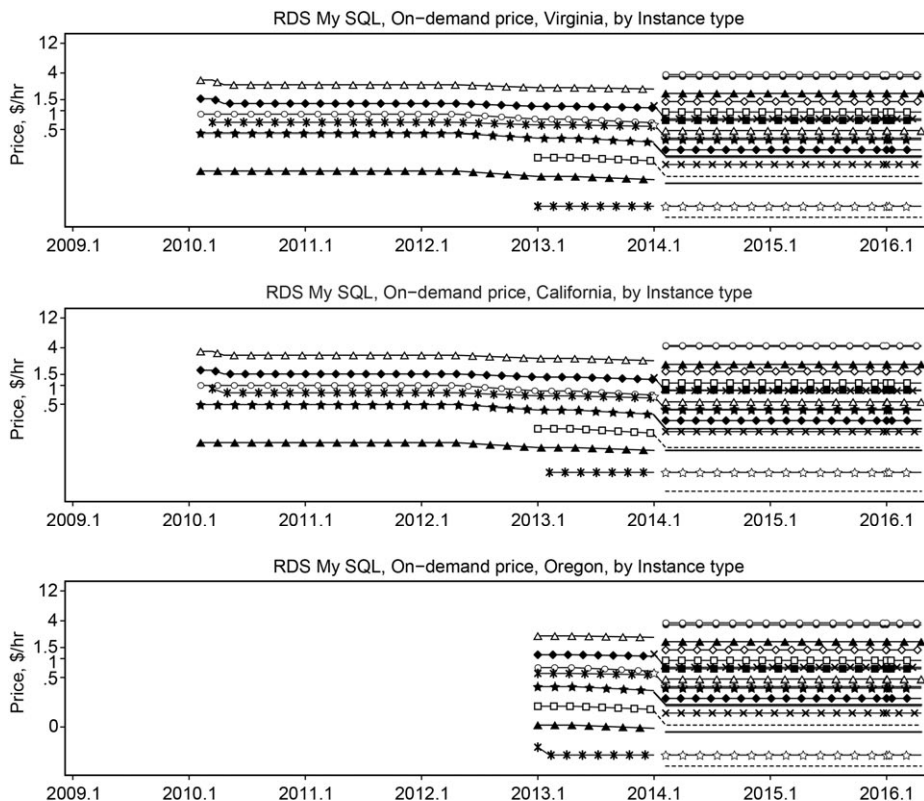 RDS My SQL, On−demand price, Virginia, by Instance type
Price, $/hr
12
4
1.5
1
.5
2009.1 2010.1 2011.1 2012.1 2013.1 2014.1 2015.1 2016.1
RDS My SQL, On−demand price, California, by Instance type
Price, $/hr
12
4
1.5
1
.5
2009.1 2010.1 2011.1 2012.1 2013.1 2014.1 2015.1 2016.1
RDS My SQL, On−demand price, Oregon, by Instance type
Price, $/hr
12
4
1.5
1
.5
0
2009.1 2010.1 2011.1 2012.1 2013.1 2014.1 2015.1 2016.1